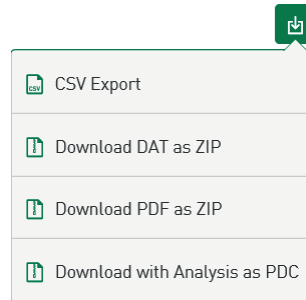 CSV Export
Download DAT as ZIP
Download PDF as ZIP
Download with Analysis as PDC